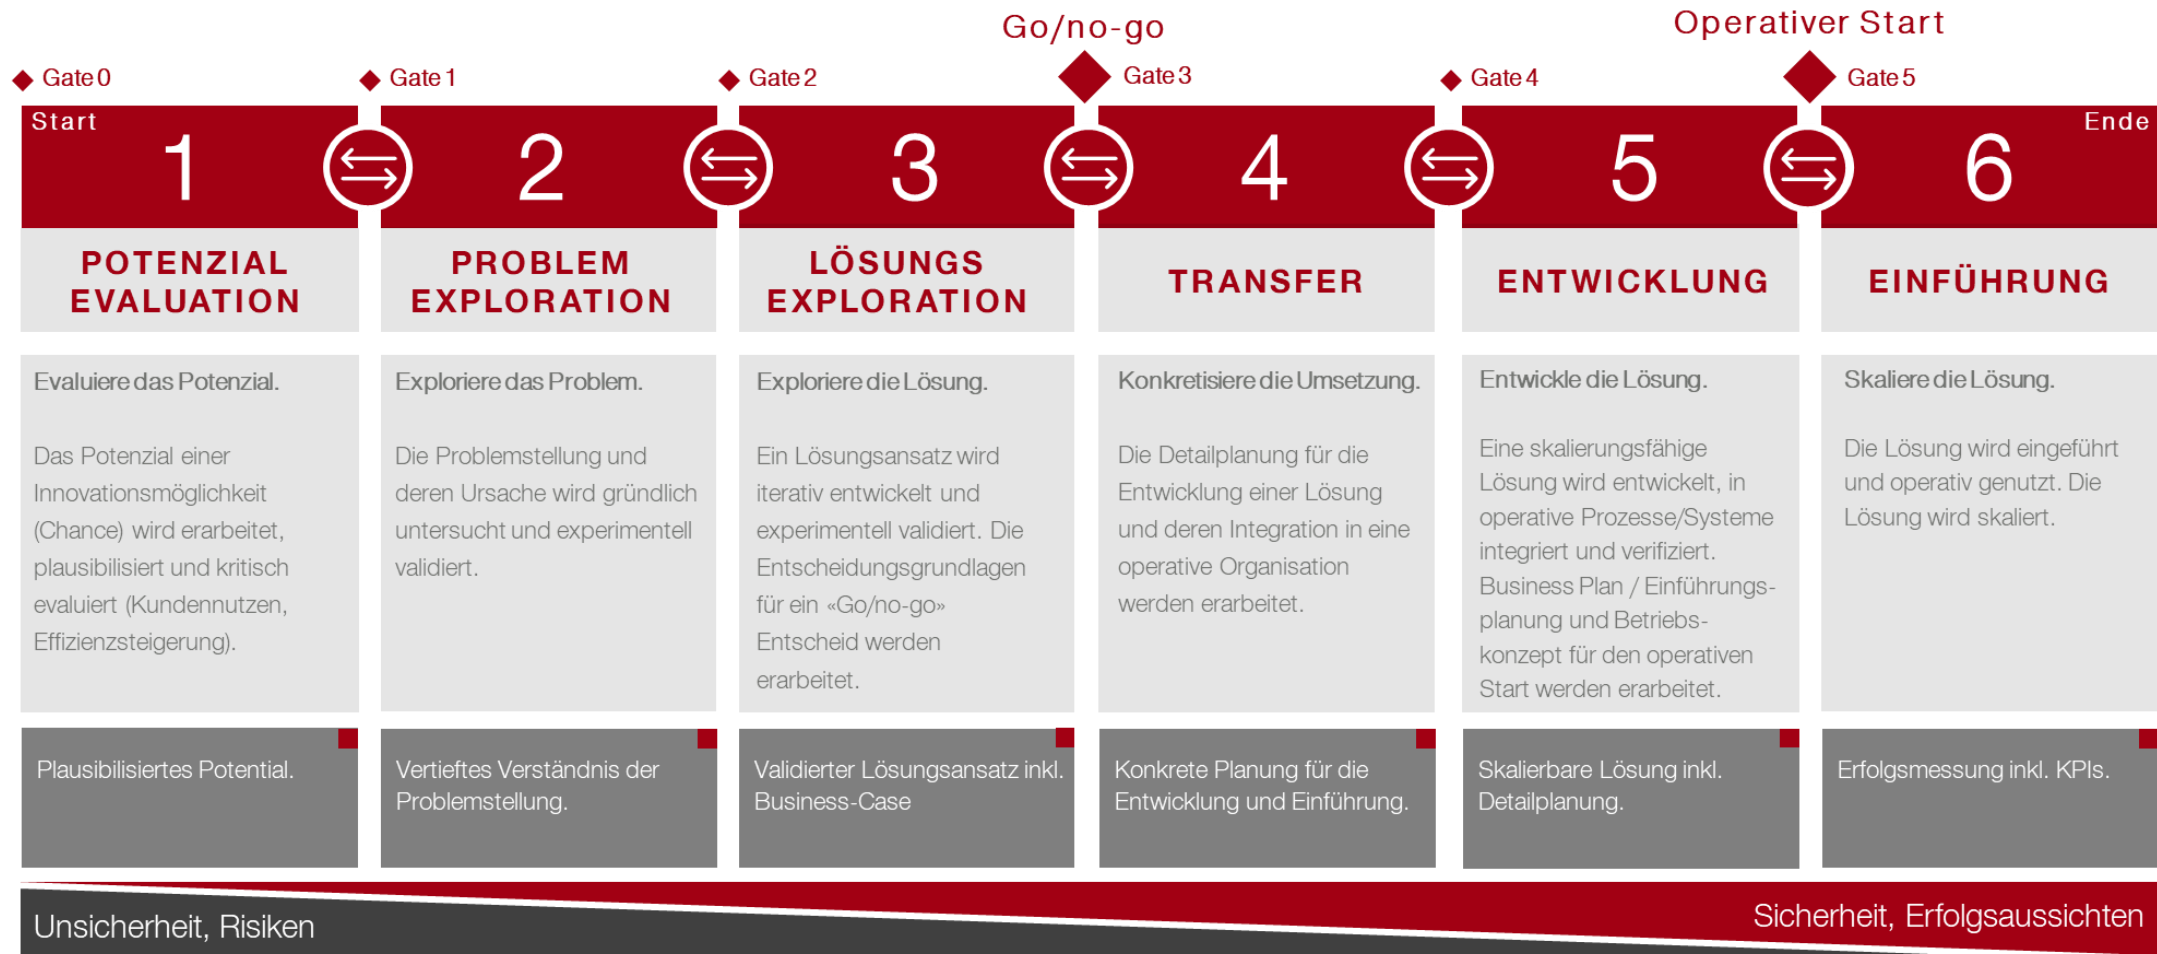 Go/no-go
Operativer Start
Gate 0
Gate 1
Gate 2
Gate 3
Gate 4
Gate 5
Start
1
2
3
4
5
6
Ende
POTENZIAL
EVALUATION
PROBLEM
EXPLORATION
LÖSUNGS
EXPLORATION
TRANSFER
ENTWICKLUNG
EINFÜHRUNG
Evaluiere das Potenzial.
Das Potenzial einer
Innovationsmöglichkeit
(Chance) wird erarbeitet,
plausibilisiert und kritisch
evaluiert (Kundennutzen,
Effizienzsteigerung).
Exploriere das Problem.
Die Problemstellung und
deren Ursache wird gründlich
untersucht und experimentell
validiert.
Exploriere die Lösung.
Ein Lösungsansatz wird
iterativ entwickelt und
experimentell validiert. Die
Entscheidungsgrundlagen
für ein «Go/no-go»
Entscheid werden
erarbeitet.
Konkretisiere die Umsetzung.
Die Detailplanung für die
Entwicklung einer Lösung
und deren Integration in eine
operative Organisation
werden erarbeitet.
Entwickle die Lösung.
Eine skalierungsfähige
Lösung wird entwickelt, in
operative Prozesse/Systeme
integriert und verifiziert.
Business Plan / Einführungs-
planung und Betriebs-
konzept für den operativen
Start werden erarbeitet.
Skaliere die Lösung.
Die Lösung wird eingeführt
und operativ genutzt. Die
Lösung wird skaliert.
Plausibilisiertes Potential.
Vertieftes Verständnis der
Problemstellung.
Validierter Lösungsansatz inkl.
Business-Case
Konkrete Planung für die
Entwicklung und Einführung.
Skalierbare Lösung inkl.
Detailplanung.
Erfolgsmessung inkl. KPIs.
Unsicherheit, Risiken
Sicherheit, Erfolgsaussichten